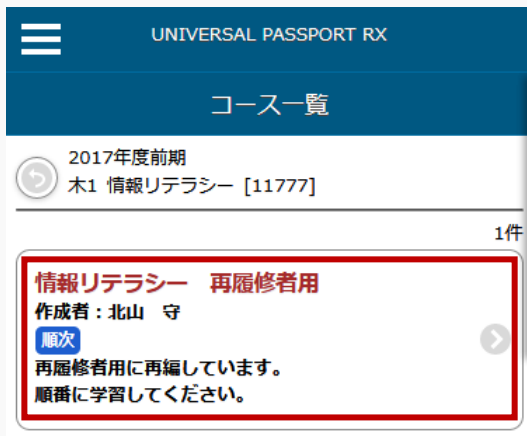 UNIVERSAL PASSPORT RX
コース一覧
2017年度前期
木1 情報リテラシー [11777]
1件
情報リテラシー　再履修者用
作成者：北山　守
順次
再履修者用に再編しています。
順番に学習してください。